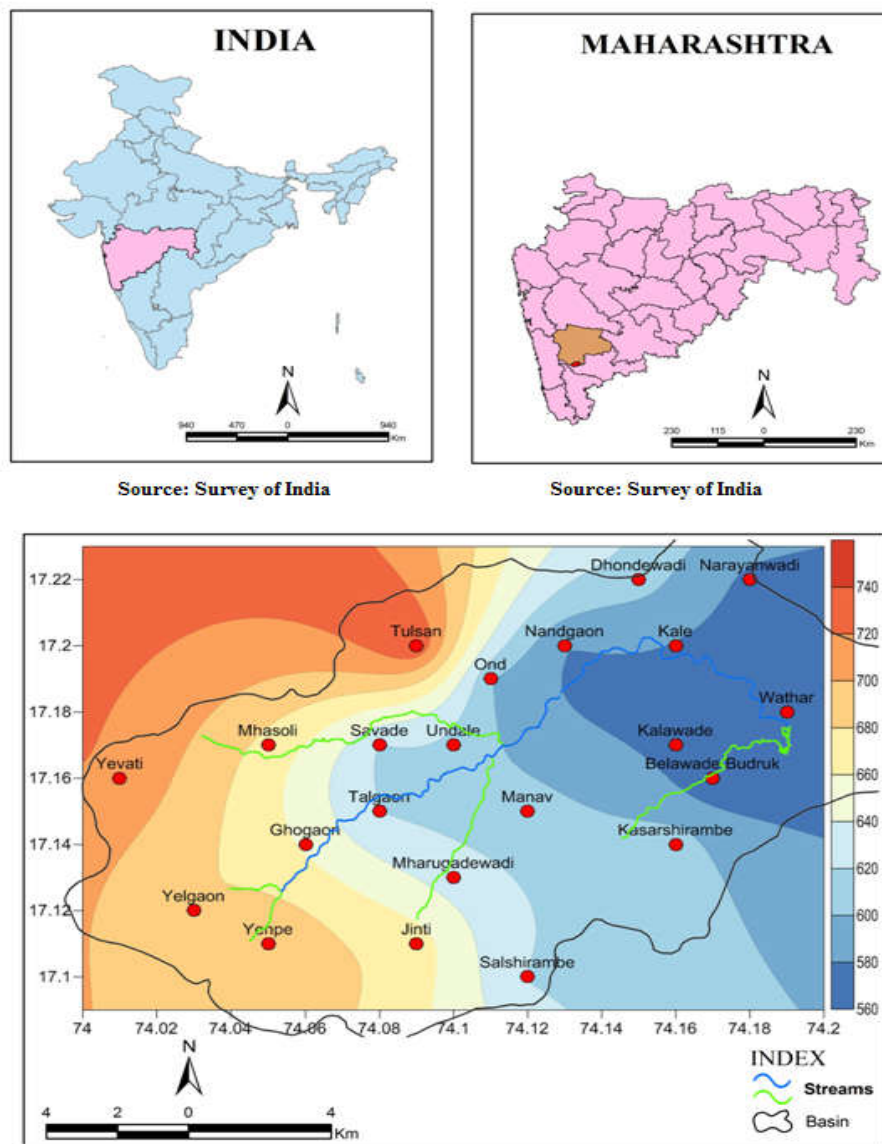 INDIA
N
940 470 0 940
Km
Source: Survey of India
MAHARASHTRA
N
230 115 0 230
Km
Source: Survey of India
17.22
17.2
17.18
17.16
17.14
17.12
17.1
Dhondewadi Narayanwadi
Tulsan Nandgaon Kale
Ond
Wathar
Mhasoli Savade Undale Kalawade
Yevati Belawade Budruk
Talgaon Manav
Ghogaon Kasarshirambe
Mharugadewadi
Yelgaon
Yenpe Jinti
Salshirambe
740
720
700
680
660
640
620
600
580
560
74 74.02 74.04 74.06 74.08 74.1 74.12 74.14 74.16 74.18 74.2
N
4 2 0 4
Km
INDEX
Streams
Basin